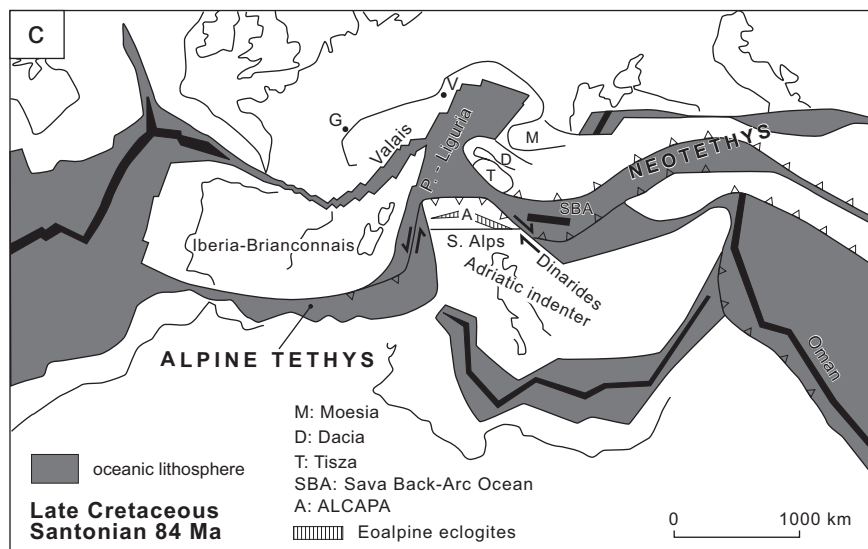 C
V
G
Valais
P. - Liguria
M
D
T
NEOTETHYS
A
SBA
Iberia-Brianconnais
S. Alps
Dinarides
Adriatic indenter
ALPINE TETHYS
Oman
M: Moesia
D: Dacia
T: Tisza
SBA: Sava Back-Arc Ocean
A: ALCAPA
Eoalpine eclogites
oceanic lithosphere
Late Cretaceous
Santonian 84 Ma
0 1000 km